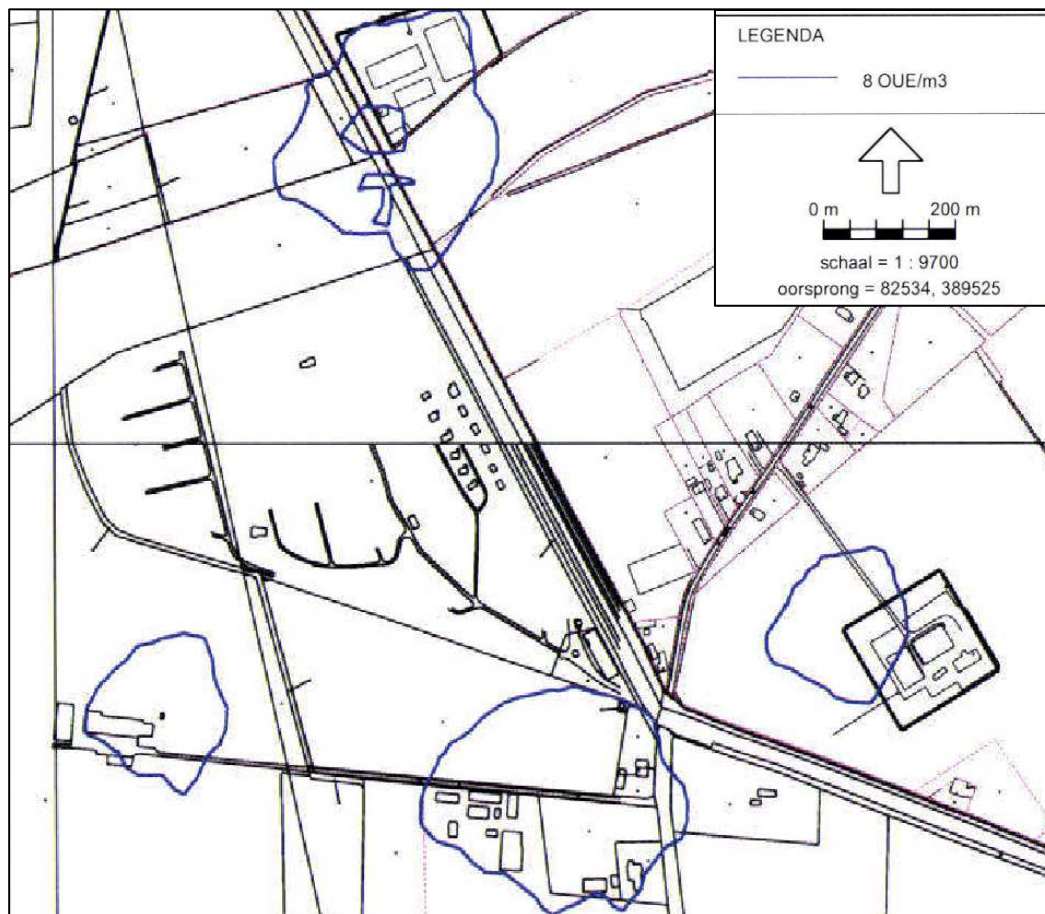 LEGENDA
8 OUE/m3
0 m 200 m
schaal = 1 : 9700
oorsprong = 82534, 389525